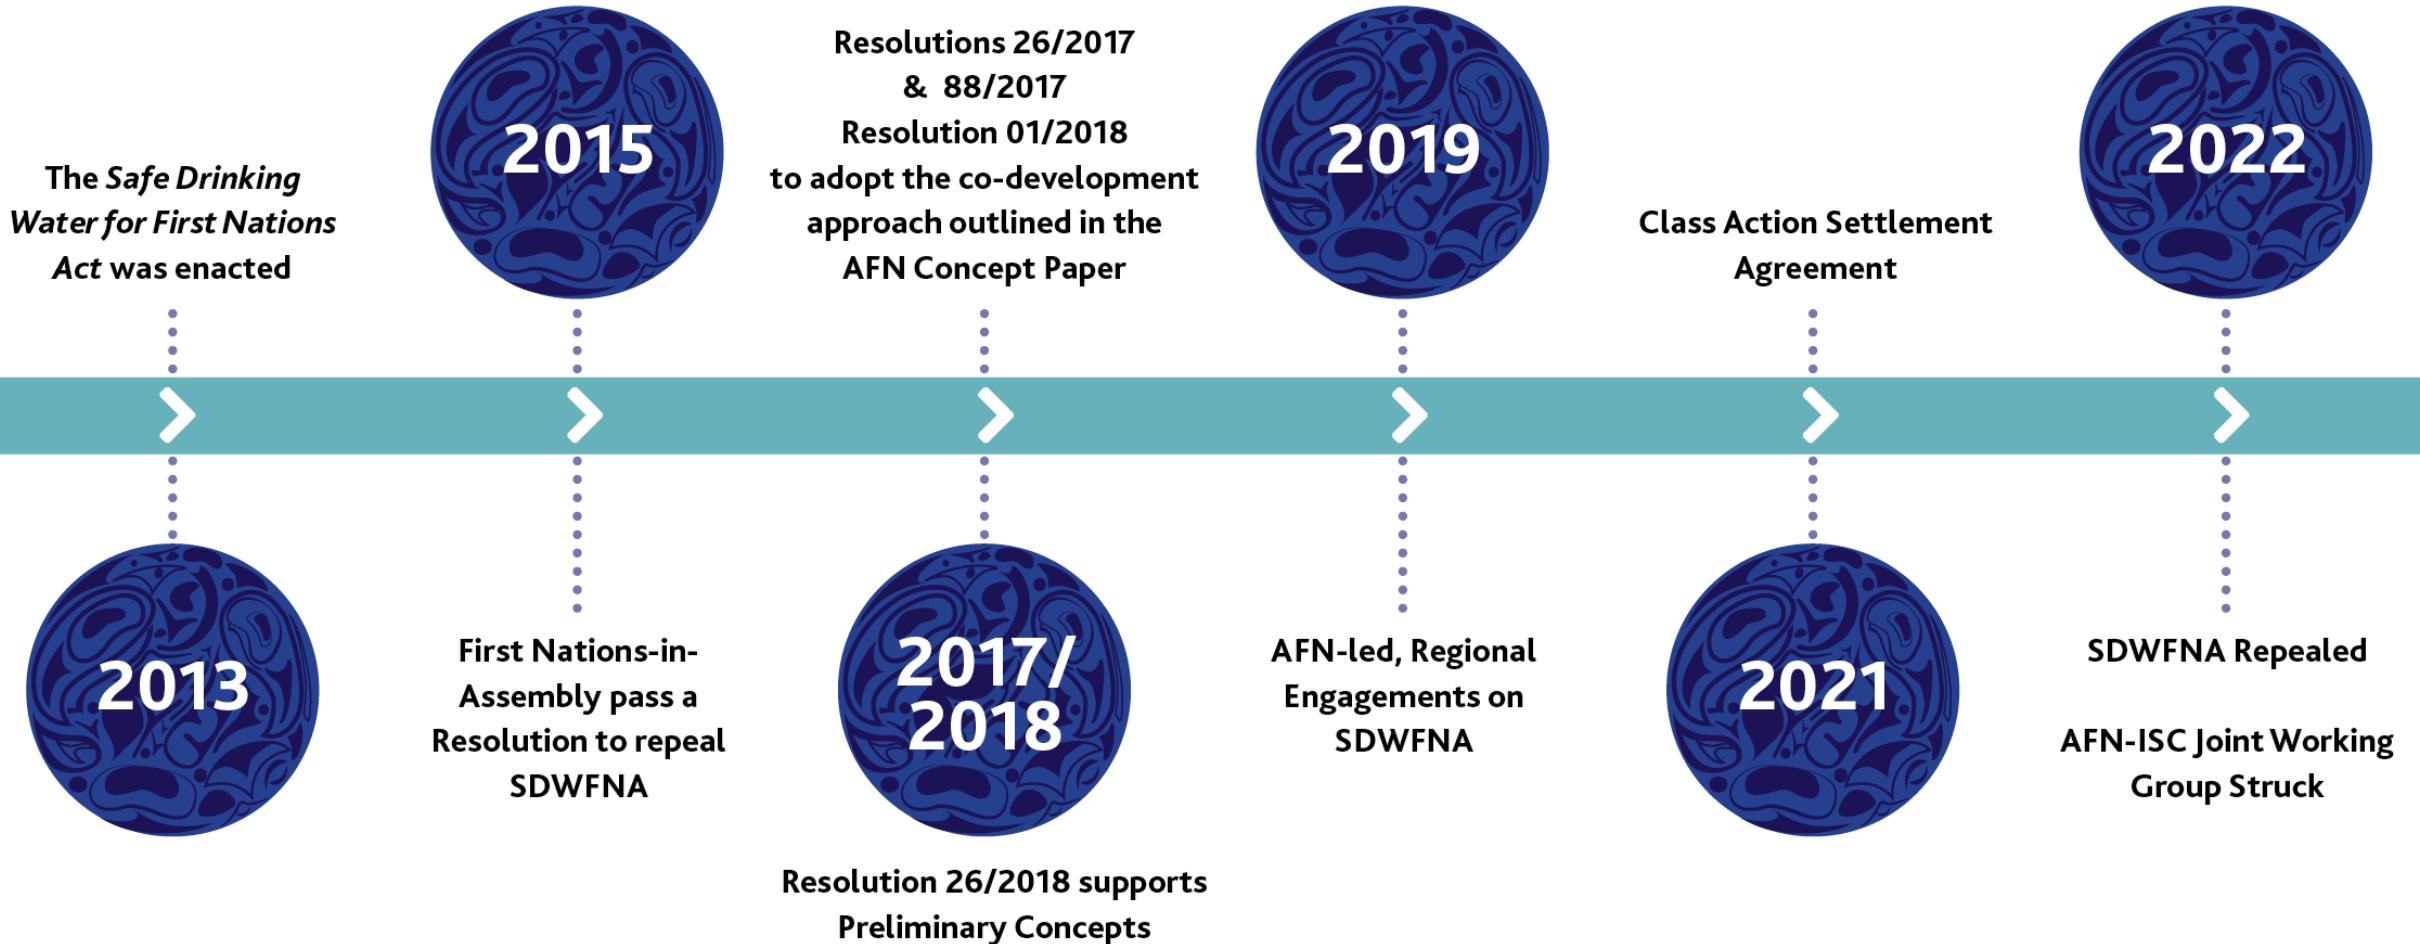 The Safe Drinking
Water for First Nations
Act was enacted
2013
2015
First Nations-in-
Assembly pass a
Resolution to repeal
SDWFNA
Resolutions 26/2017
& 88/2017
Resolution 01/2018
to adopt the co-development
approach outlined in the
AFN Concept Paper
2017/
2018
Resolution 26/2018 supports
Preliminary Concepts
2019
AFN-led, Regional
Engagements on
SDWFNA
Class Action Settlement
Agreement
2021
2022
SDWFNA Repealed
AFN-ISC Joint Working
Group Struck